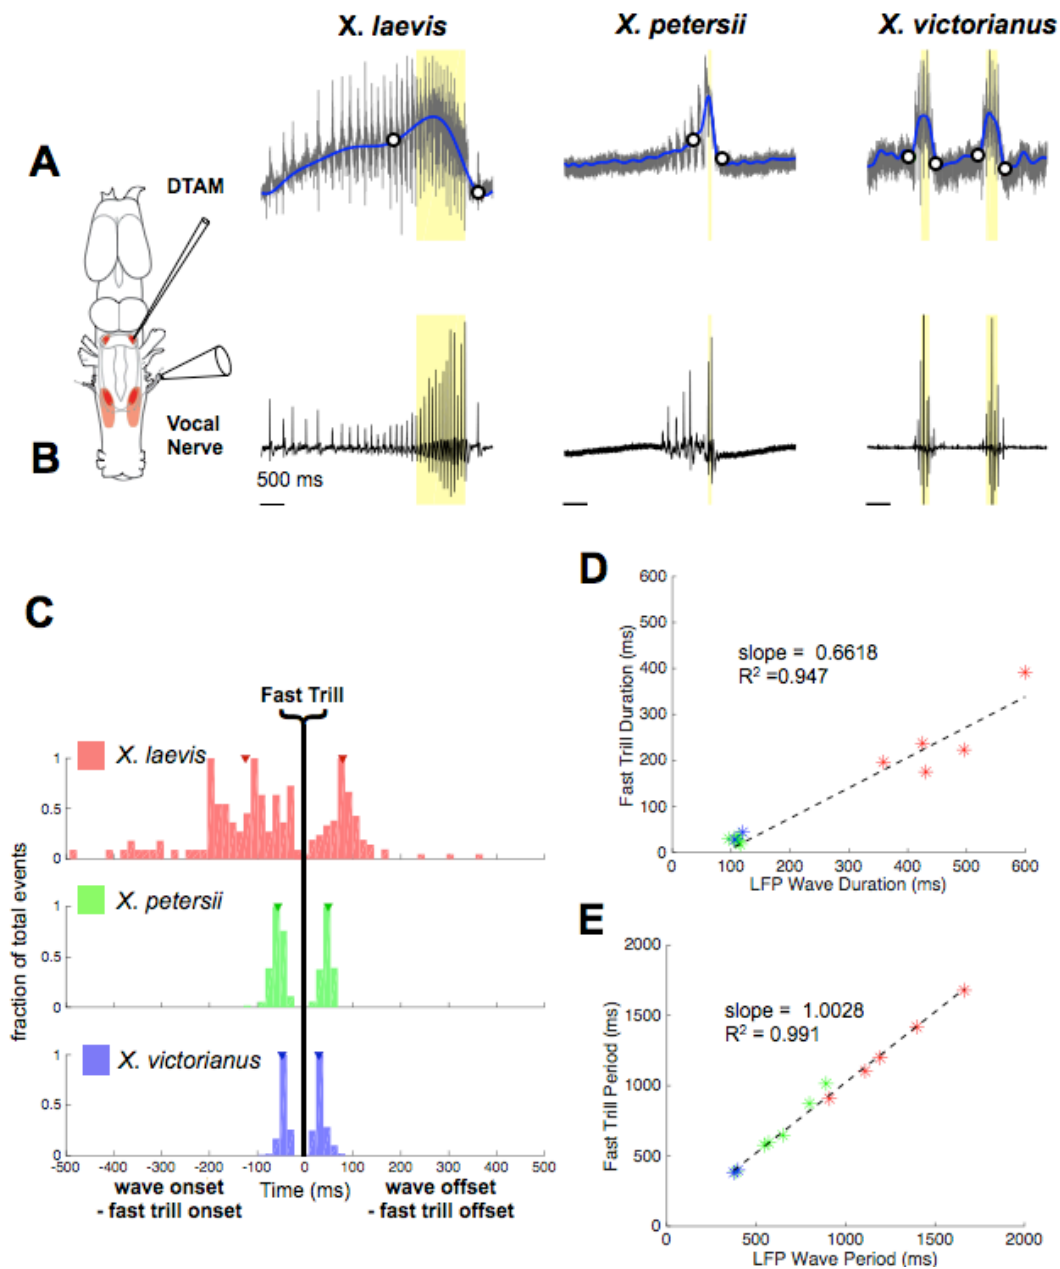 X. laevis
X. petersii
X. victorianus
A
DTAM
B
Vocal
Nerve
500 ms
C
Fast Trill
X. laevis
X. petersii
X. victorianus
fraction of total events
1
0.5
0
1
0.5
0
1
0.5
0
-500 -400 -300 -200 -100 0 100 200 300 400 500
wave onset
- fast trill onset
Time (ms)
wave offset
- fast trill offset
D
slope = 0.6618
R2 =0.947
Fast Trill Duration (ms)
600
500
400
300
200
100
0
0 100 200 300 400 500 600
LFP Wave Duration (ms)
E
slope = 1.0028
R2 = 0.991
Fast Trill Period (ms)
2000
1500
1000
500
0
0 500 1000 1500 2000
LFP Wave Period (ms)